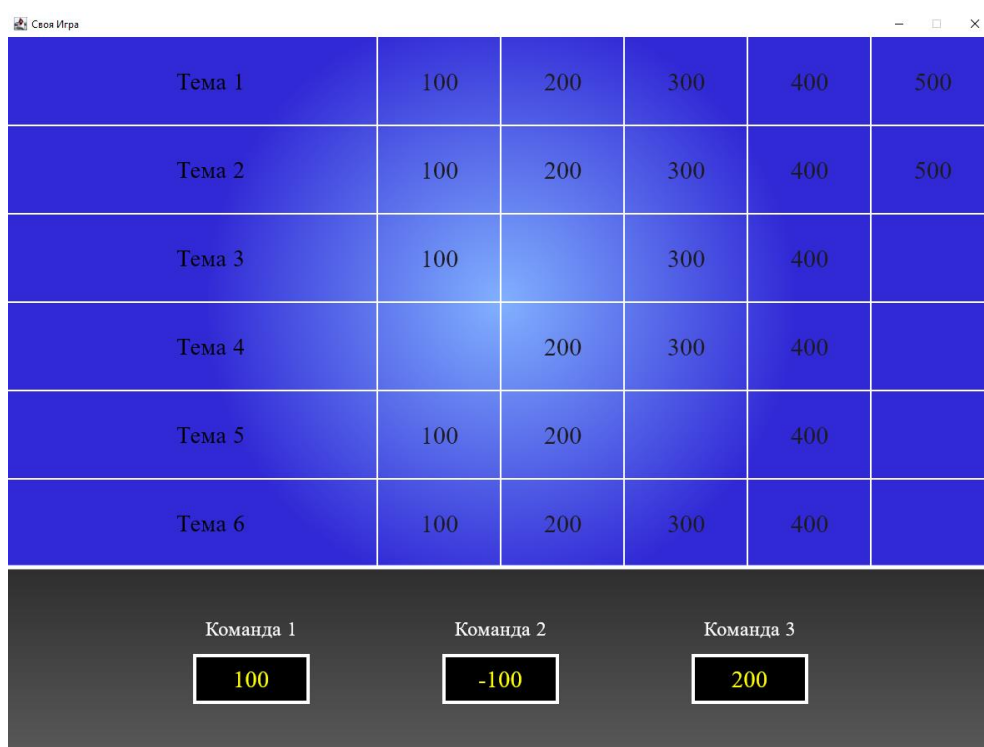 Своя Игра
Тема 1 100 200 300 400 500
Тема 2 100 200 300 400 500
Тема 3 100 300 400
Тема 4 200 300 400
Тема 5 100 200 400
Тема 6 100 200 300 400
Команда 1 Команда 2 Команда 3
100 -100 200